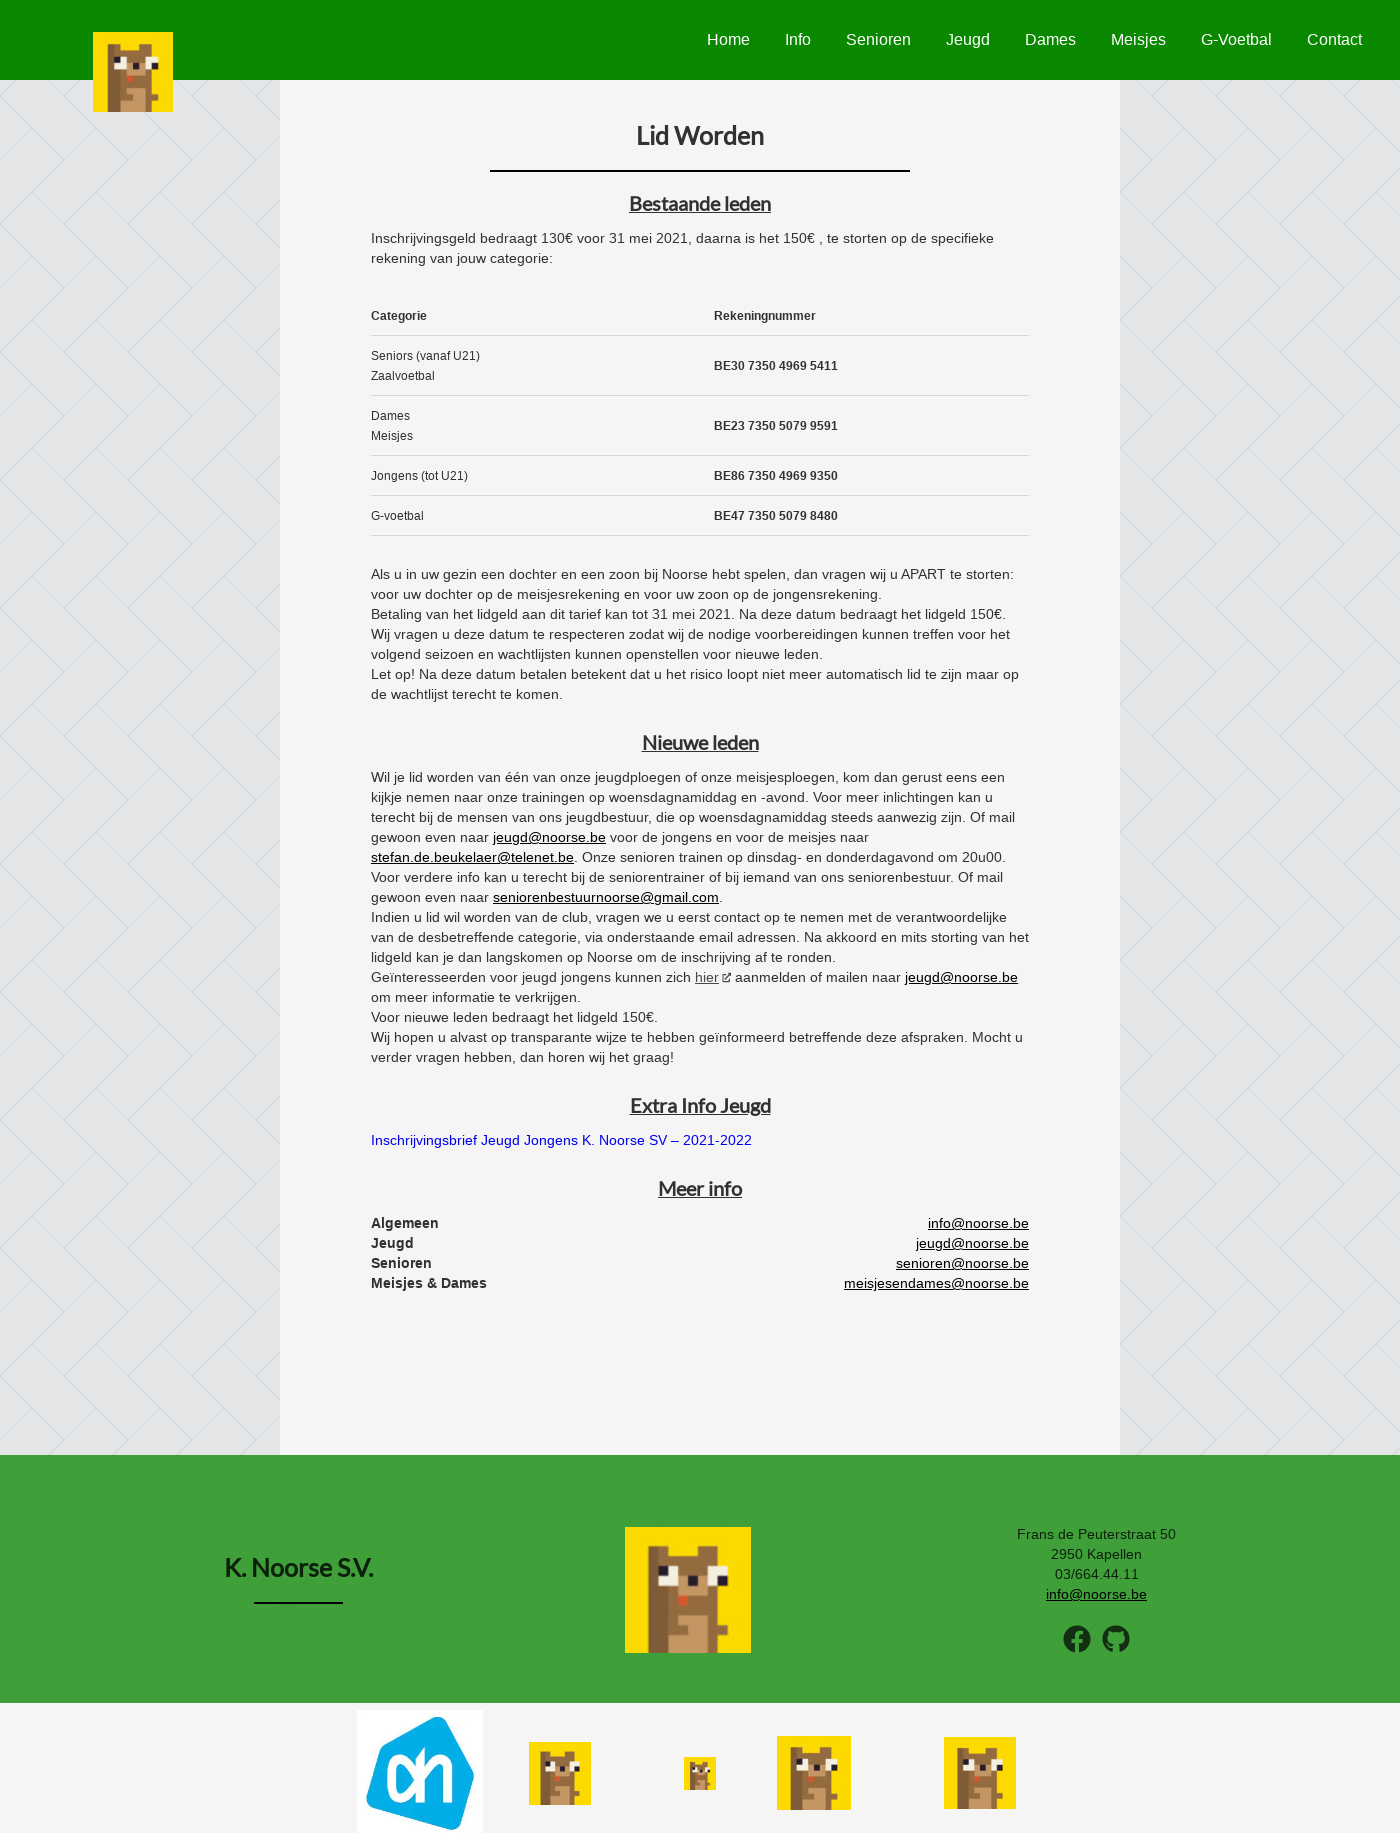 Home Info Senioren Jeugd Dames Meisjes G-Voetbal Contact
Lid Worden
Bestaande leden
Inschrijvingsgeld bedraagt 130€ voor 31 mei 2021, daarna is het 150€ , te storten op de specifieke
rekening van jouw categorie:
Categorie Rekeningnummer
Seniors (vanaf U21)
Zaalvoetbal
BE30 7350 4969 5411
Dames
Meisjes
BE23 7350 5079 9591
Jongens (tot U21) BE86 7350 4969 9350
G-voetbal BE47 7350 5079 8480
Als u in uw gezin een dochter en een zoon bij Noorse hebt spelen, dan vragen wij u APART te storten:
voor uw dochter op de meisjesrekening en voor uw zoon op de jongensrekening.
Betaling van het lidgeld aan dit tarief kan tot 31 mei 2021. Na deze datum bedraagt het lidgeld 150€.
Wij vragen u deze datum te respecteren zodat wij de nodige voorbereidingen kunnen treffen voor het
volgend seizoen en wachtlijsten kunnen openstellen voor nieuwe leden.
Let op! Na deze datum betalen betekent dat u het risico loopt niet meer automatisch lid te zijn maar op
de wachtlijst terecht te komen.
Nieuwe leden
Wil je lid worden van één van onze jeugdploegen of onze meisjesploegen, kom dan gerust eens een
kijkje nemen naar onze trainingen op woensdagnamiddag en -avond. Voor meer inlichtingen kan u
terecht bij de mensen van ons jeugdbestuur, die op woensdagnamiddag steeds aanwezig zijn. Of mail
gewoon even naar jeugd@noorse.be voor de jongens en voor de meisjes naar
stefan.de.beukelaer@telenet.be. Onze senioren trainen op dinsdag- en donderdagavond om 20u00.
Voor verdere info kan u terecht bij de seniorentrainer of bij iemand van ons seniorenbestuur. Of mail
gewoon even naar seniorenbestuurnoorse@gmail.com.
Indien u lid wil worden van de club, vragen we u eerst contact op te nemen met de verantwoordelijke
van de desbetreffende categorie, via onderstaande email adressen. Na akkoord en mits storting van het
lidgeld kan je dan langskomen op Noorse om de inschrijving af te ronden.
Geïnteresseerden voor jeugd jongens kunnen zich hier aanmelden of mailen naar jeugd@noorse.be
om meer informatie te verkrijgen.
Voor nieuwe leden bedraagt het lidgeld 150€.
Wij hopen u alvast op transparante wijze te hebben geïnformeerd betreffende deze afspraken. Mocht u
verder vragen hebben, dan horen wij het graag!
Extra Info Jeugd
Inschrijvingsbrief Jeugd Jongens K. Noorse SV – 2021-2022
Meer info
Algemeen info@noorse.be
Jeugd jeugd@noorse.be
Senioren senioren@noorse.be
Meisjes & Dames meisjesendames@noorse.be
K. Noorse S.V.
Frans de Peuterstraat 50
2950 Kapellen
03/664.44.11
info@noorse.be